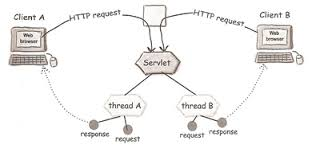 Client A
HTTP request
HTTP request
Client B
Web
browser
Web
browser
Servlet
thread A
thread B
response
request
request
response